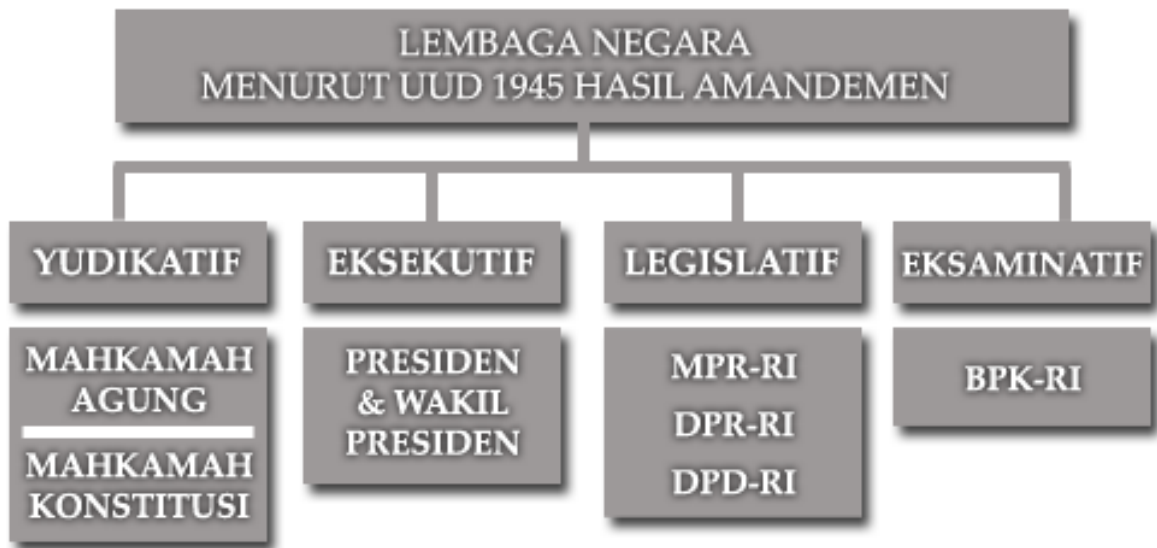 LEMBAGA NEGARA
MENURUT UUD 1945 HASIL AMANDEMEN
YUDIKATIF
MAHKAMAH
AGUNG
MAHKAMAH
KONSTITUSI
EKSEKUTIF
PRESIDEN
& WAKIL
PRESIDEN
LEGISLATIF
MPR-RI
DPR-RI
DPD-RI
EKSAMINATIF
BPK-RI